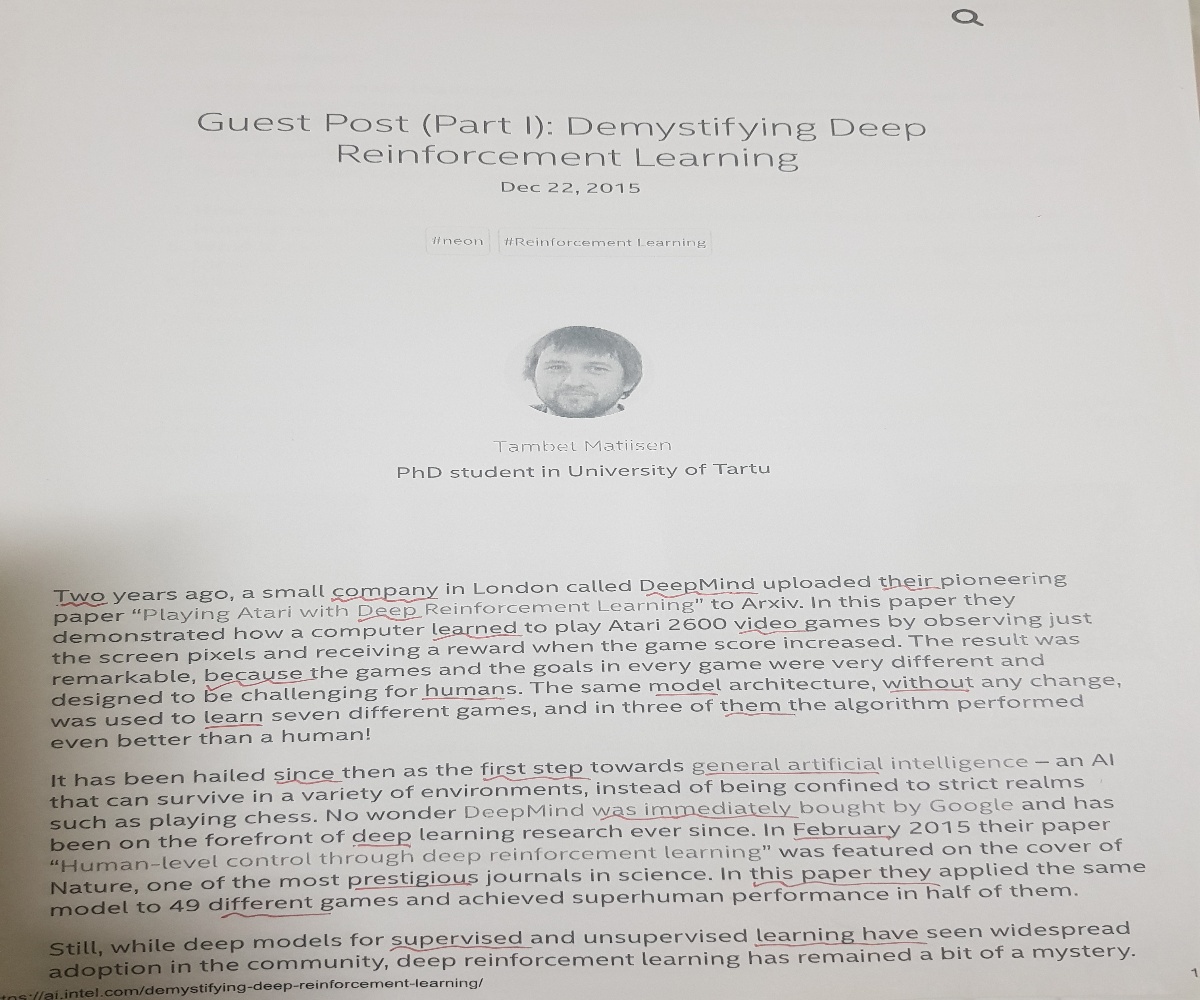 Guest Post (Part I): Demystifying Deep
Reinforcement Learning
Dec 22, 2015
#neon #Reinforcement Learning
Tambet Matiisen
PhD student in University of Tartu
Two years ago, a small company in London called DeepMind uploaded their pioneering
paper “Playing Atari with Deep Reinforcement Learning” to Arxiv. In this paper they
demonstrated how a computer learned to play Atari 2600 video games by observing just
the screen pixels and receiving a reward when the game score increased. The result was
remarkable, because the games and the goals in every game were very different and
designed to be challenging for humans. The same model architecture, without any change,
was used to learn seven different games, and in three of them the algorithm performed
even better than a human!
It has been hailed since then as the first step towards general artificial intelligence – an AI
that can survive in a variety of environments, instead of being confined to strict realms
such as playing chess. No wonder DeepMind was immediately bought by Google and has
been on the forefront of deep learning research ever since. In February 2015 their paper
“Human-level control through deep reinforcement learning” was featured on the cover of
Nature, one of the most prestigious journals in science. In this paper they applied the same
model to 49 different games and achieved superhuman performance in half of them.
Still, while deep models for supervised and unsupervised learning have seen widespread
adoption in the community, deep reinforcement learning has remained a bit of a mystery.
ps://ai.intel.com/demystifying-deep-reinforcement-learning/
1